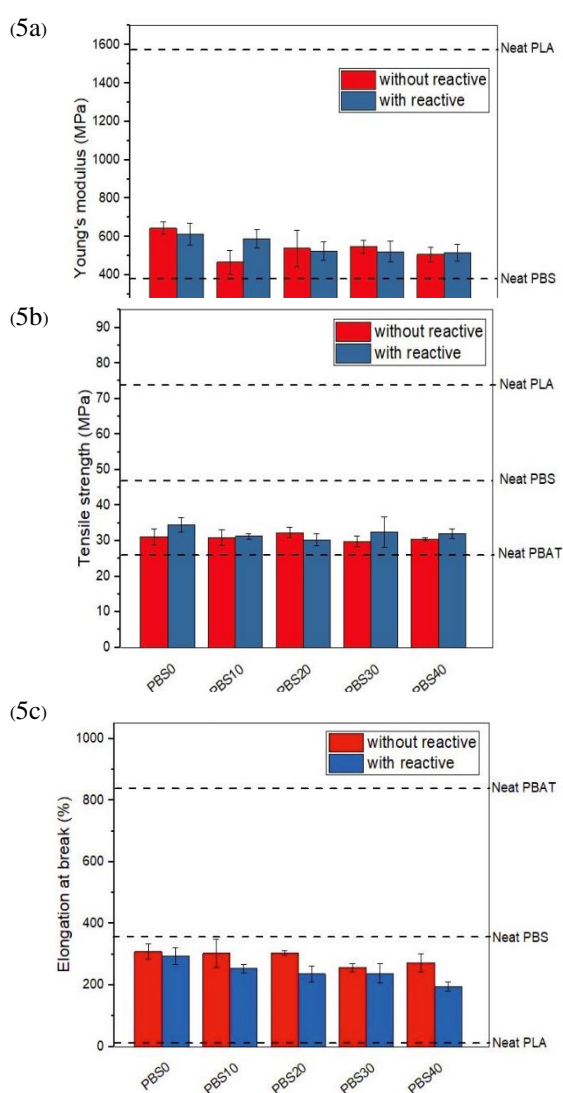 (5a)
1600
1400
1200
1000
800
600
400
Young's modulus (MPa)
without reactive
with reactive
Neat PLA
Neat PBS
(5b)
90
80
70
60
50
40
30
20
10
0
Tensile strength (MPa)
without reactive
with reactive
Neat PLA
Neat PBS
Neat PBAT
PBS0
PBS10
PBS20
PBS30
PBS40
(5c)
1000
800
600
400
200
0
Elongation at break (%)
without reactive
with reactive
Neat PBAT
Neat PBS
Neat PLA
PBS0
PBS10
PBS20
PBS30
PBS40